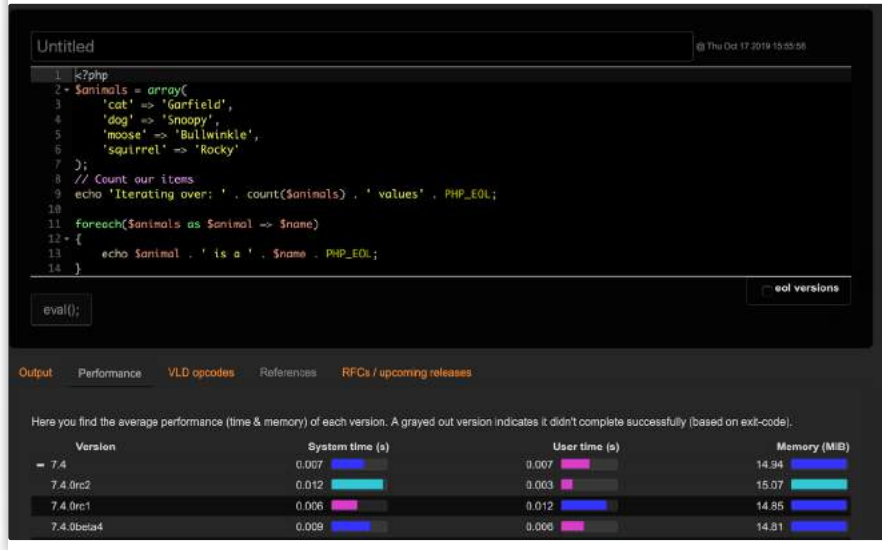 Untitled
@ Thu Oct 17 2019 15:55:58
1 <?php
2 $animals = array(
3 'cat' => 'Garfield',
4 'dog' => 'Snoopy',
5 'moose' => 'Bullwinkle',
6 'squirrel' => 'Rocky'
7 );
8 // Count our items
9 echo 'Iterating over: ' . count($animals) . ' values' . PHP_EOL;
10
11 foreach($animals as $animal => $name)
12 {
13 echo $animal . ' is a ' . $name . PHP_EOL;
14 }
eol versions
eval();
Output Performance VLD opcodes References RFCs / upcoming releases
Here you find the average performance (time & memory) of each version. A grayed out version indicates it didn't complete successfully (based on exit-code).
Version System time (s) User time (s) Memory (MiB)
7.4 0.007 0.007 14.94
7.4.0rc2 0.012 0.003 15.07
7.4.0rc1 0.006 0.012 14.85
7.4.0beta4 0.009 0.006 14.81